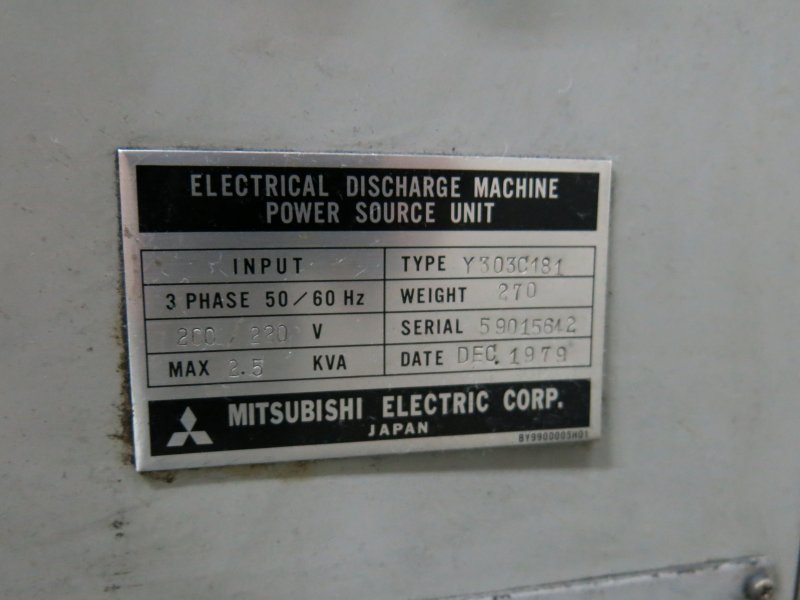 ELECTRICAL DISCHARGE MACHINE
POWER SOURCE UNIT
INPUT
3 PHASE 50/60 Hz
200/220 V
MAX 2.5 KVA
TYPE Y303C181
WEIGHT 270
SERIAL 59015642
DATE DEC. 1979
MITSUBISHI ELECTRIC CORP.
JAPAN
BY9900005H01